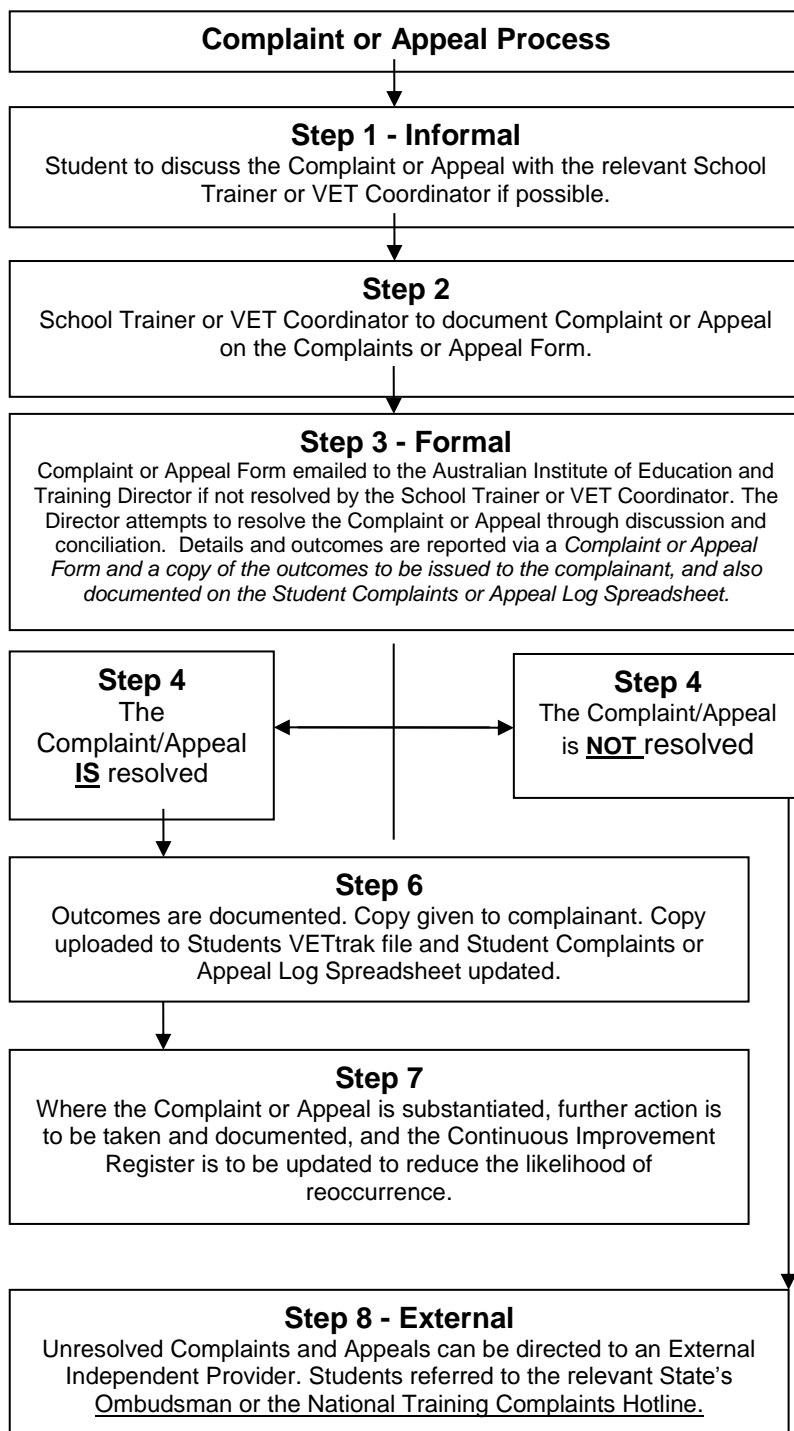 Complaint or Appeal Process
Step 1 - Informal
Student to discuss the Complaint or Appeal with the relevant School
Trainer or VET Coordinator if possible.
Step 2
School Trainer or VET Coordinator to document Complaint or Appeal
on the Complaints or Appeal Form.
Step 3 - Formal
Complaint or Appeal Form emailed to the Australian Institute of Education and
Training Director if not resolved by the School Trainer or VET Coordinator. The
Director attempts to resolve the Complaint or Appeal through discussion and
conciliation.  Details and outcomes are reported via a Complaint or Appeal
Form and a copy of the outcomes to be issued to the complainant, and also
documented on the Student Complaints or Appeal Log Spreadsheet.
Step 4
The
Complaint/Appeal
IS resolved
Step 4
The Complaint/Appeal
is NOT resolved
Step 6
Outcomes are documented. Copy given to complainant. Copy
uploaded to Students VETtrak file and Student Complaints or
Appeal Log Spreadsheet updated.
Step 7
Where the Complaint or Appeal is substantiated, further action is
to be taken and documented, and the Continuous Improvement
Register is to be updated to reduce the likelihood of
reoccurrence.
Step 8 - External
Unresolved Complaints and Appeals can be directed to an External
Independent Provider. Students referred to the relevant State's
Ombudsman or the National Training Complaints Hotline.